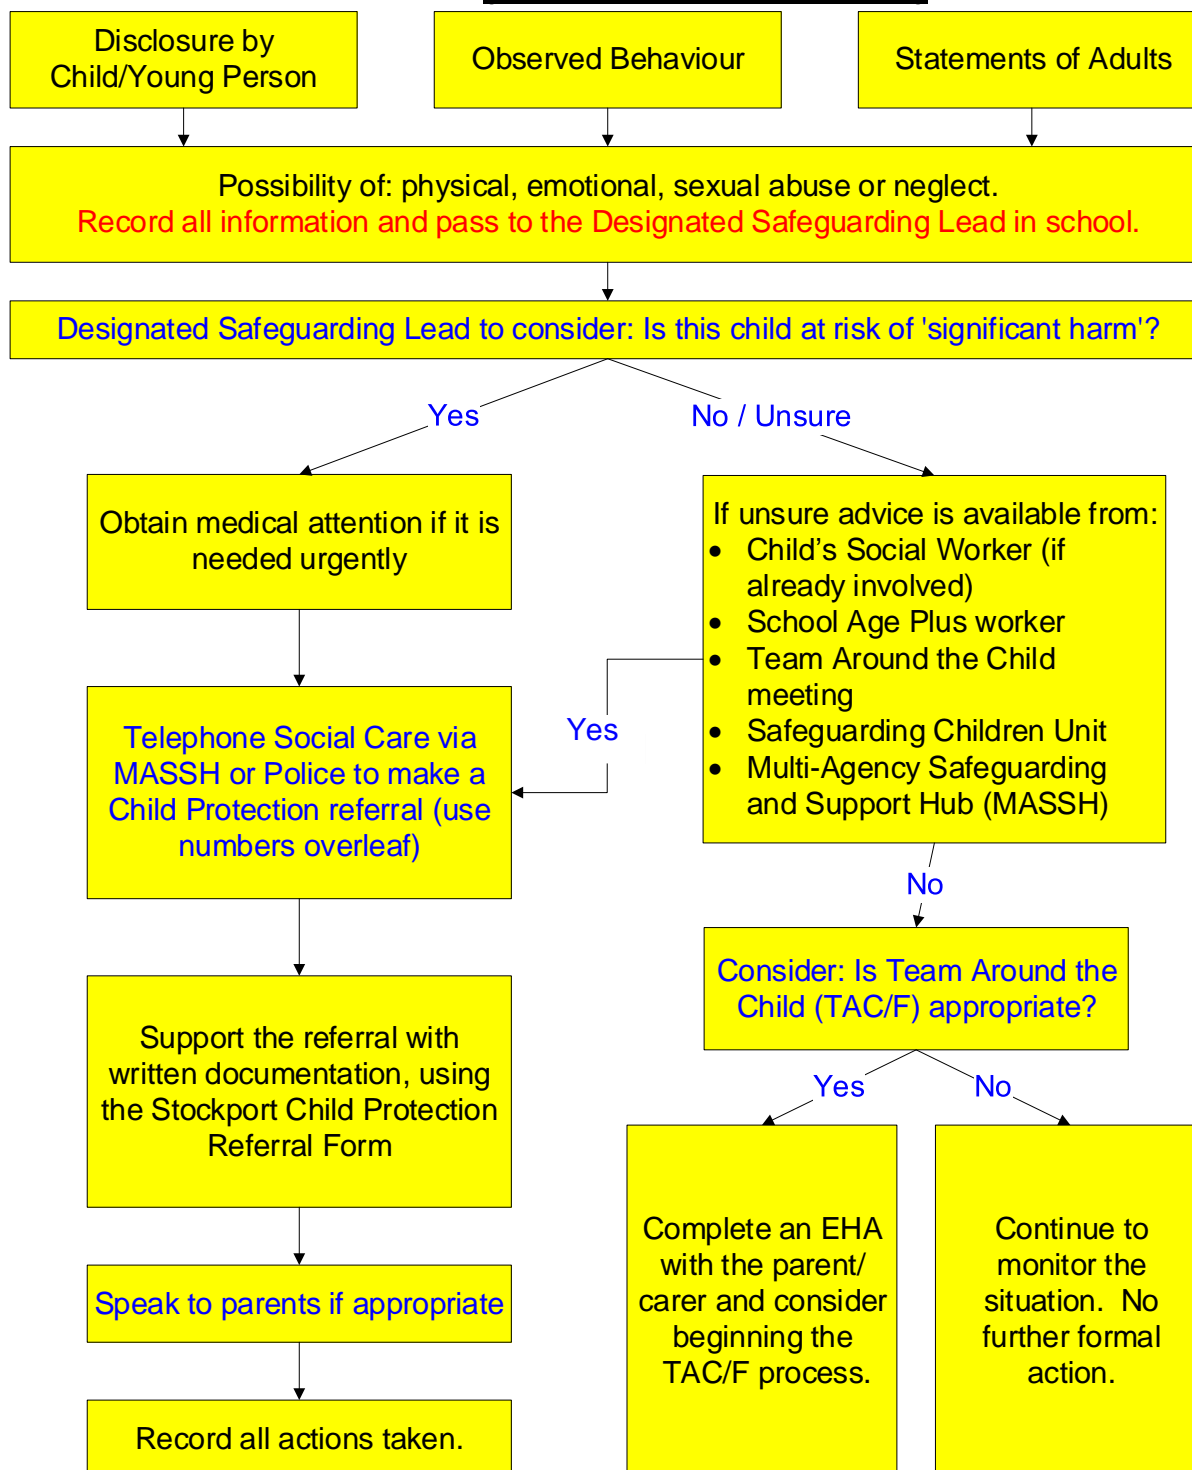 Disclosure by
Child/Young Person
Observed Behaviour
Statements of Adults
Possibility of: physical, emotional, sexual abuse or neglect.
Record all information and pass to the Designated Safeguarding Lead in school.
Designated Safeguarding Lead to consider: Is this child at risk of 'significant harm'?
Yes
No / Unsure
Obtain medical attention if it is
needed urgently
If unsure advice is available from:
• Child’s Social Worker (if
already involved)
• School Age Plus worker
• Team Around the Child
meeting
• Safeguarding Children Unit
• Multi-Agency Safeguarding
and Support Hub (MASSH)
Yes
Telephone Social Care via
MASSH or Police to make a
Child Protection referral (use
numbers overleaf)
No
Consider: Is Team Around the
Child (TAC/F) appropriate?
Support the referral with
written documentation, using
the Stockport Child Protection
Referral Form
Yes
No
Speak to parents if appropriate
Complete an EHA
with the parent/
carer and consider
beginning the
TAC/F process.
Continue to
monitor the
situation. No
further formal
action.
Record all actions taken.